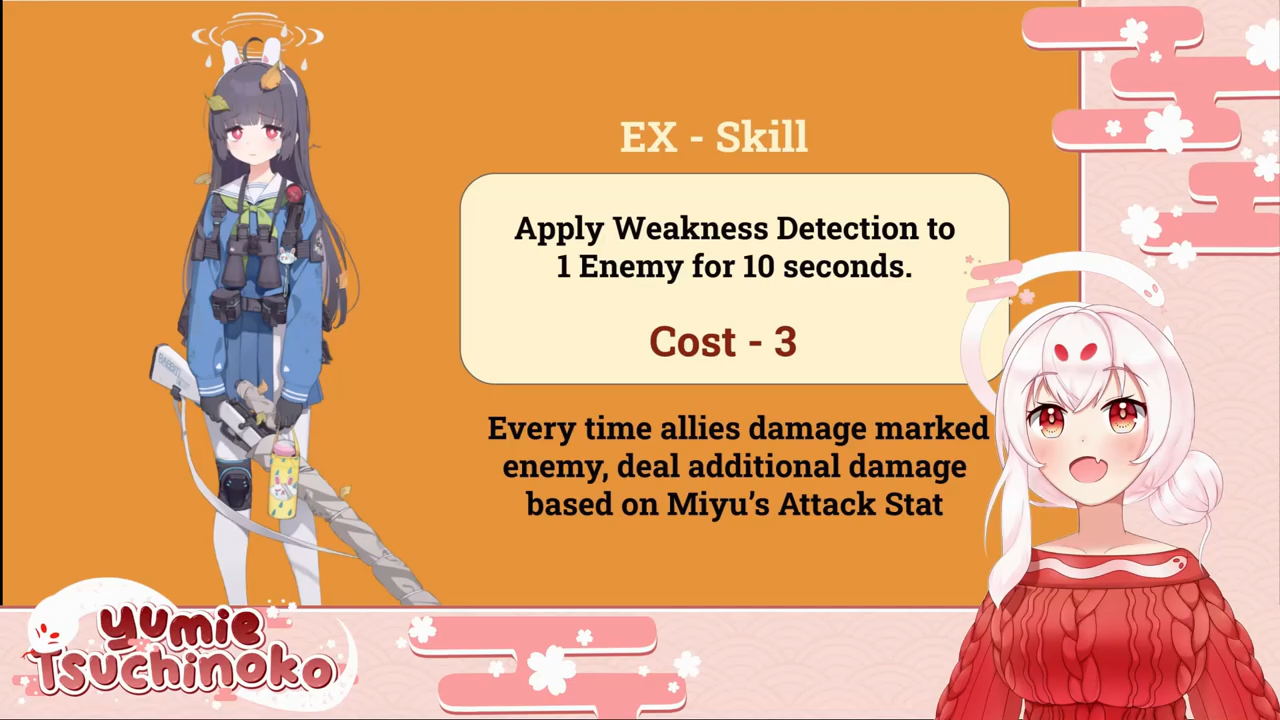 EX - Skill
Apply Weakness Detection to
1 Enemy for 10 seconds.
Cost - 3
Every time allies damage marked
enemy, deal additional damage
based on Miyu's Attack Stat
RABBIT
yumie
Tsuchinoko